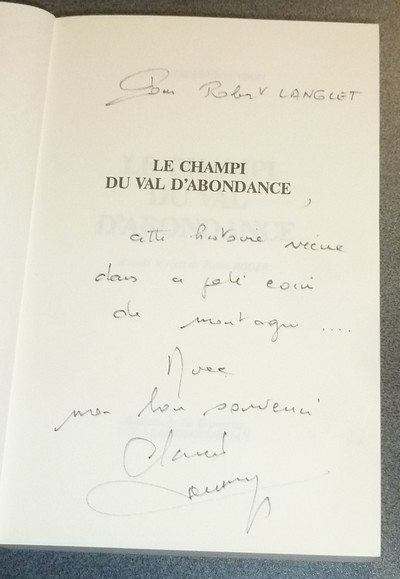 Pour Robert LANGLET
LE CHAMPI
DU VAL D'ABONDANCE
cette histoire vécue
dans ce joli coin
de montagne ....
Avec
mon bon souvenir
Claude